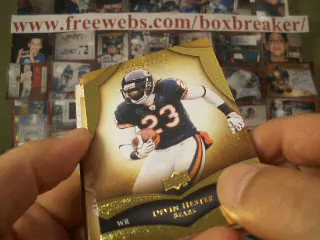 www.freewebs.com/boxbreaker/
23
DEVIN HESTER
BEARS
WR